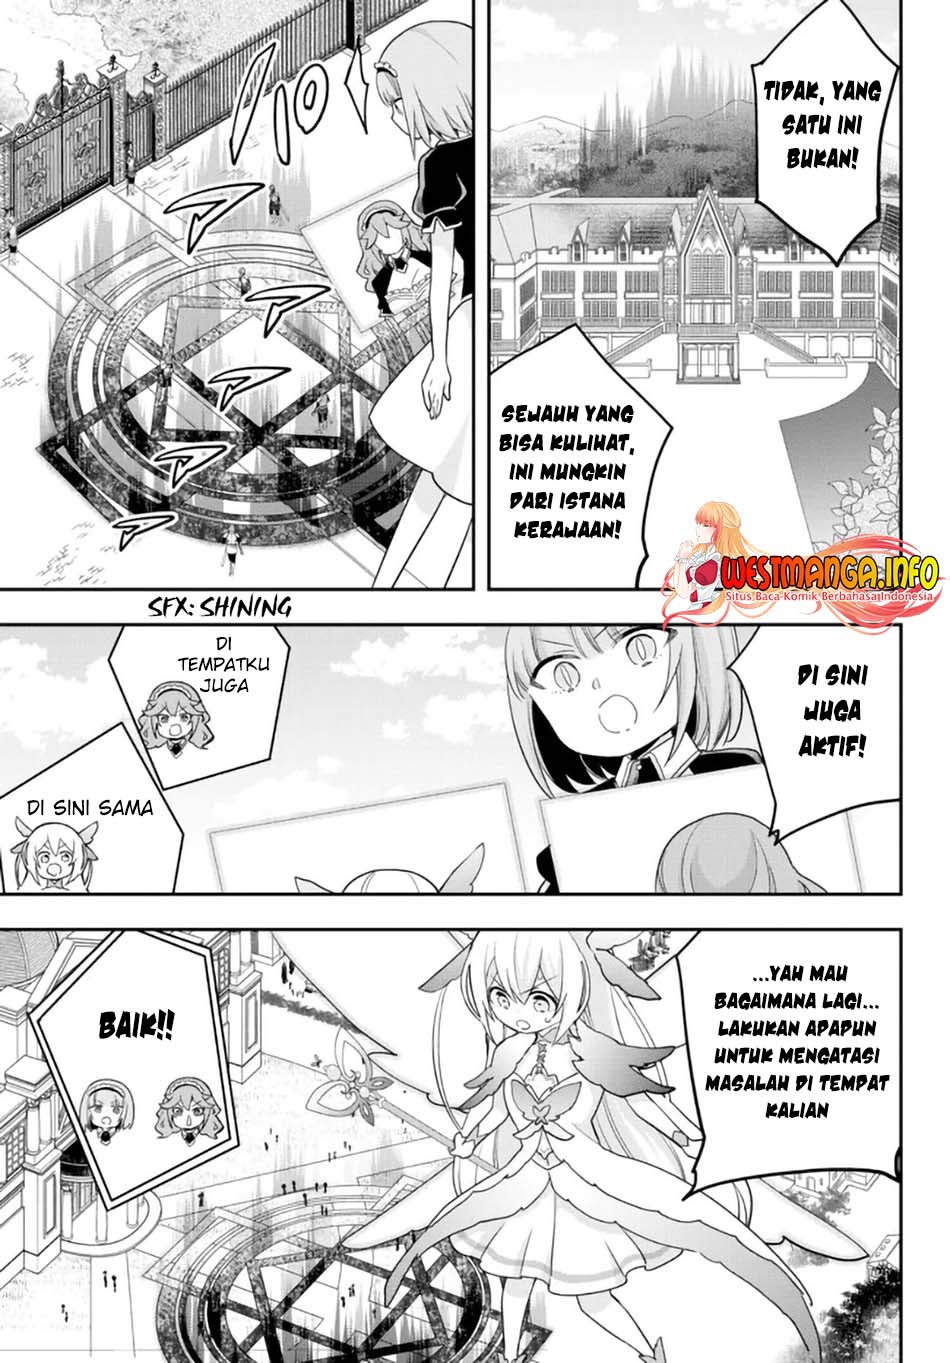 TIDAK, YANG
SATU INI
BUKAN!
SEJAUH YANG
BISA KULIHAT,
INI MUNGKIN
DARI ISTANA
KERAJAAN!
WESTMANGA.INFO
Situs Baca Komik Berbahasa Indonesia
SFX: SHINING
DI SINI
JUGA
AKTIF!
DI
TEMPATKU
JUGA
DI SINI SAMA
...YAH MAU
BAGAIMANA LAGI...
LAKUKAN APAPUN
UNTUK MENGATASI
MASALAH DI TEMPAT
KALIAN
BAIK!!